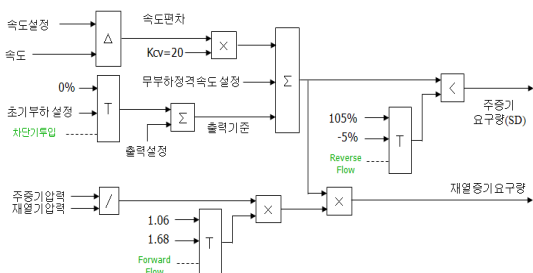 속도설정
속도편차
Δ
속도
Kcv=20
X
0%
무부하정격속도설정
Σ
<
주증기
요구량(SD)
초기부하 설정
T
차단기투입
Σ
출력기준
출력설정
105%
-5%
T
Reverse
Flow
주증기압력
재열기압력
/
X
X
재열증기요구량
1.06
1.68
T
Forward
Flow